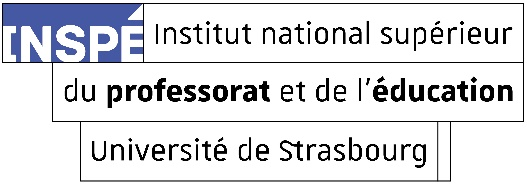 INSPÉ Institut national supérieur
du professorat et de l'éducation
Université de Strasbourg